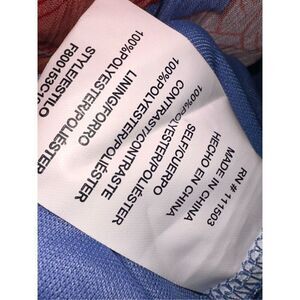 RN # 111503
MADE IN CHINA
HECHO EN CHINA
SELF/CUERPO
100%POLYESTER/POLIÉSTER
CONTRAST/CONTRASTE
100%POLYESTER/POLIÉSTER
LINING/FORRO
100%POLYESTER/POLIÉSTER
STYLE/ESTILO